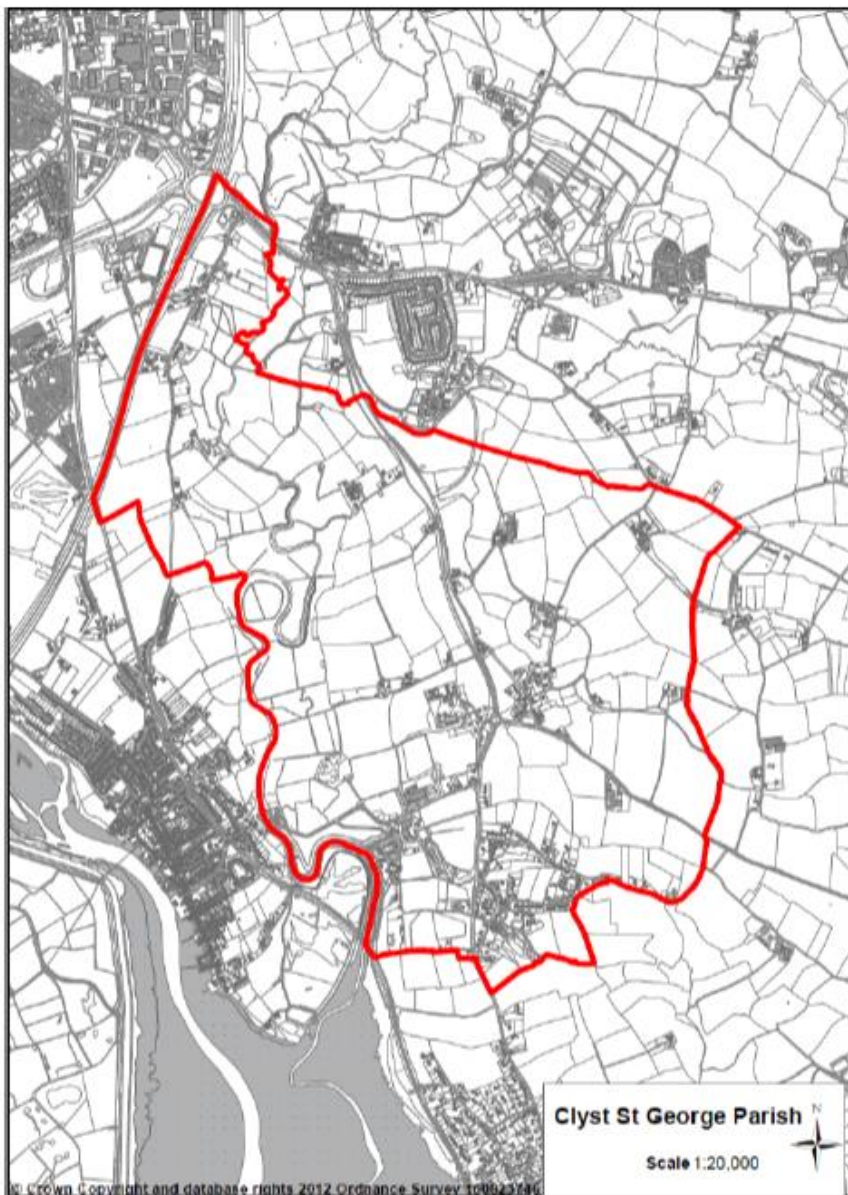 Clyst St George Parish
N
Scale 1:20,000
© Crown Copyright and database rights 2012 Ordnance Survey